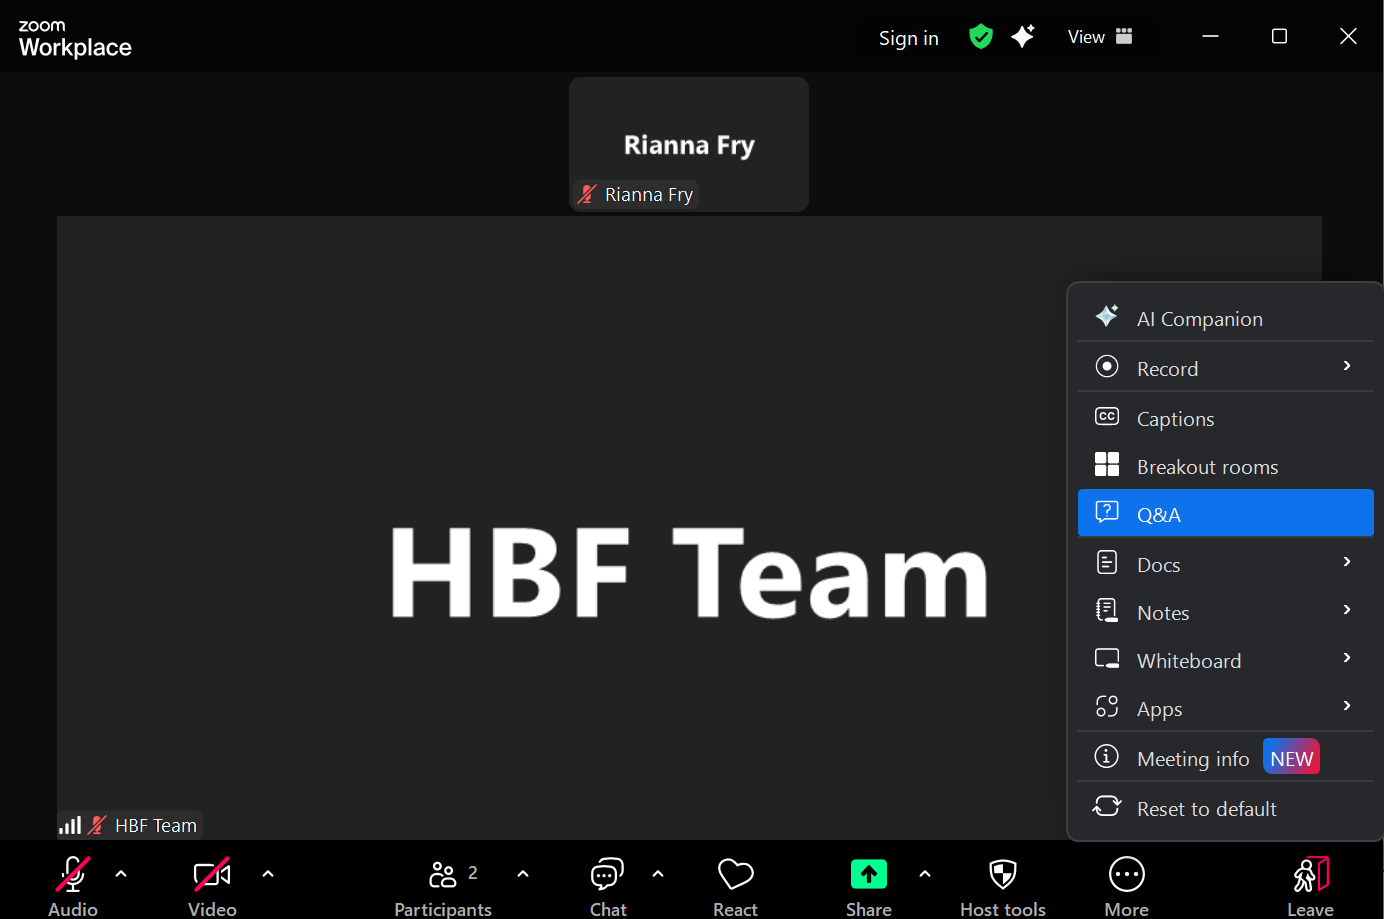 zoom
Workplace
Sign in
View
Rianna Fry
Rianna Fry
HBF Team
HBF Team
AI Companion
Record
CC Captions
Breakout rooms
Q&A
Docs
Notes
Whiteboard
Apps
Meeting info NEW
Reset to default
2
Audio
Video
Participants
Chat
React
Share
Host tools
More
Leave